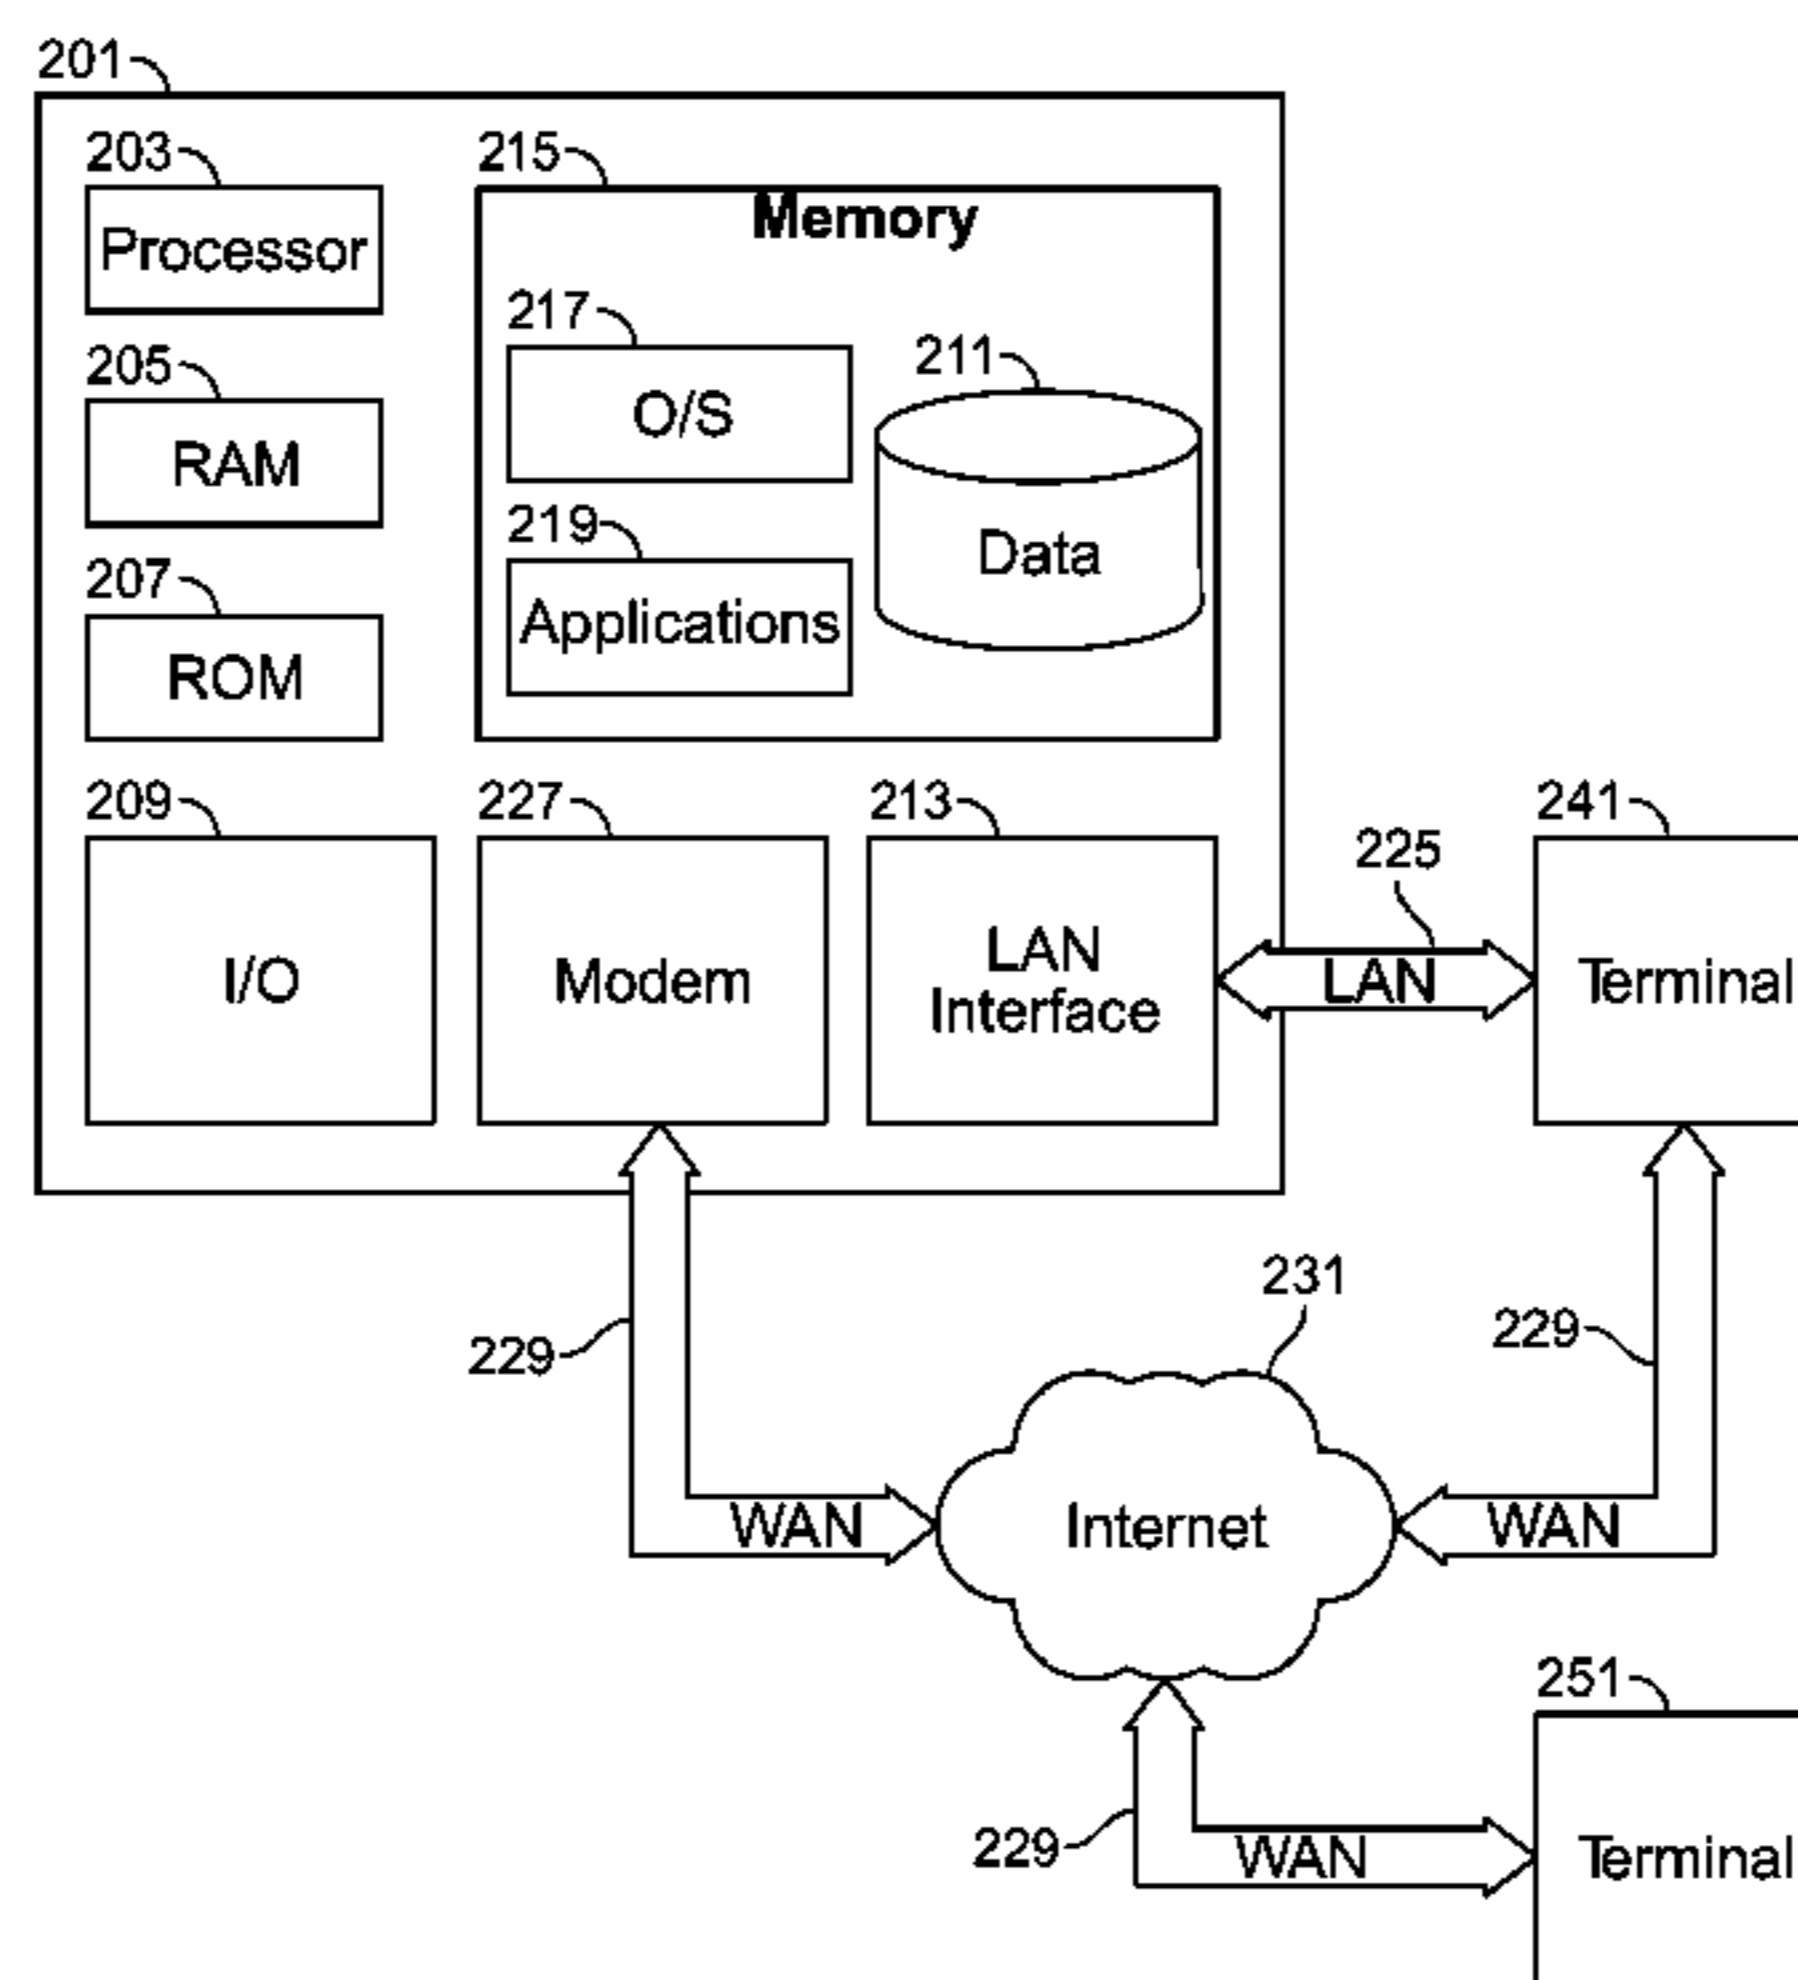 201
203
Processor
215
Memory
205
RAM
217
O/S
211
Data
207
ROM
219
Applications
209
I/O
227
Modem
213
LAN
Interface
225
LAN
241
Terminal
229
WAN
231
Internet
229
WAN
229
WAN
251
Terminal